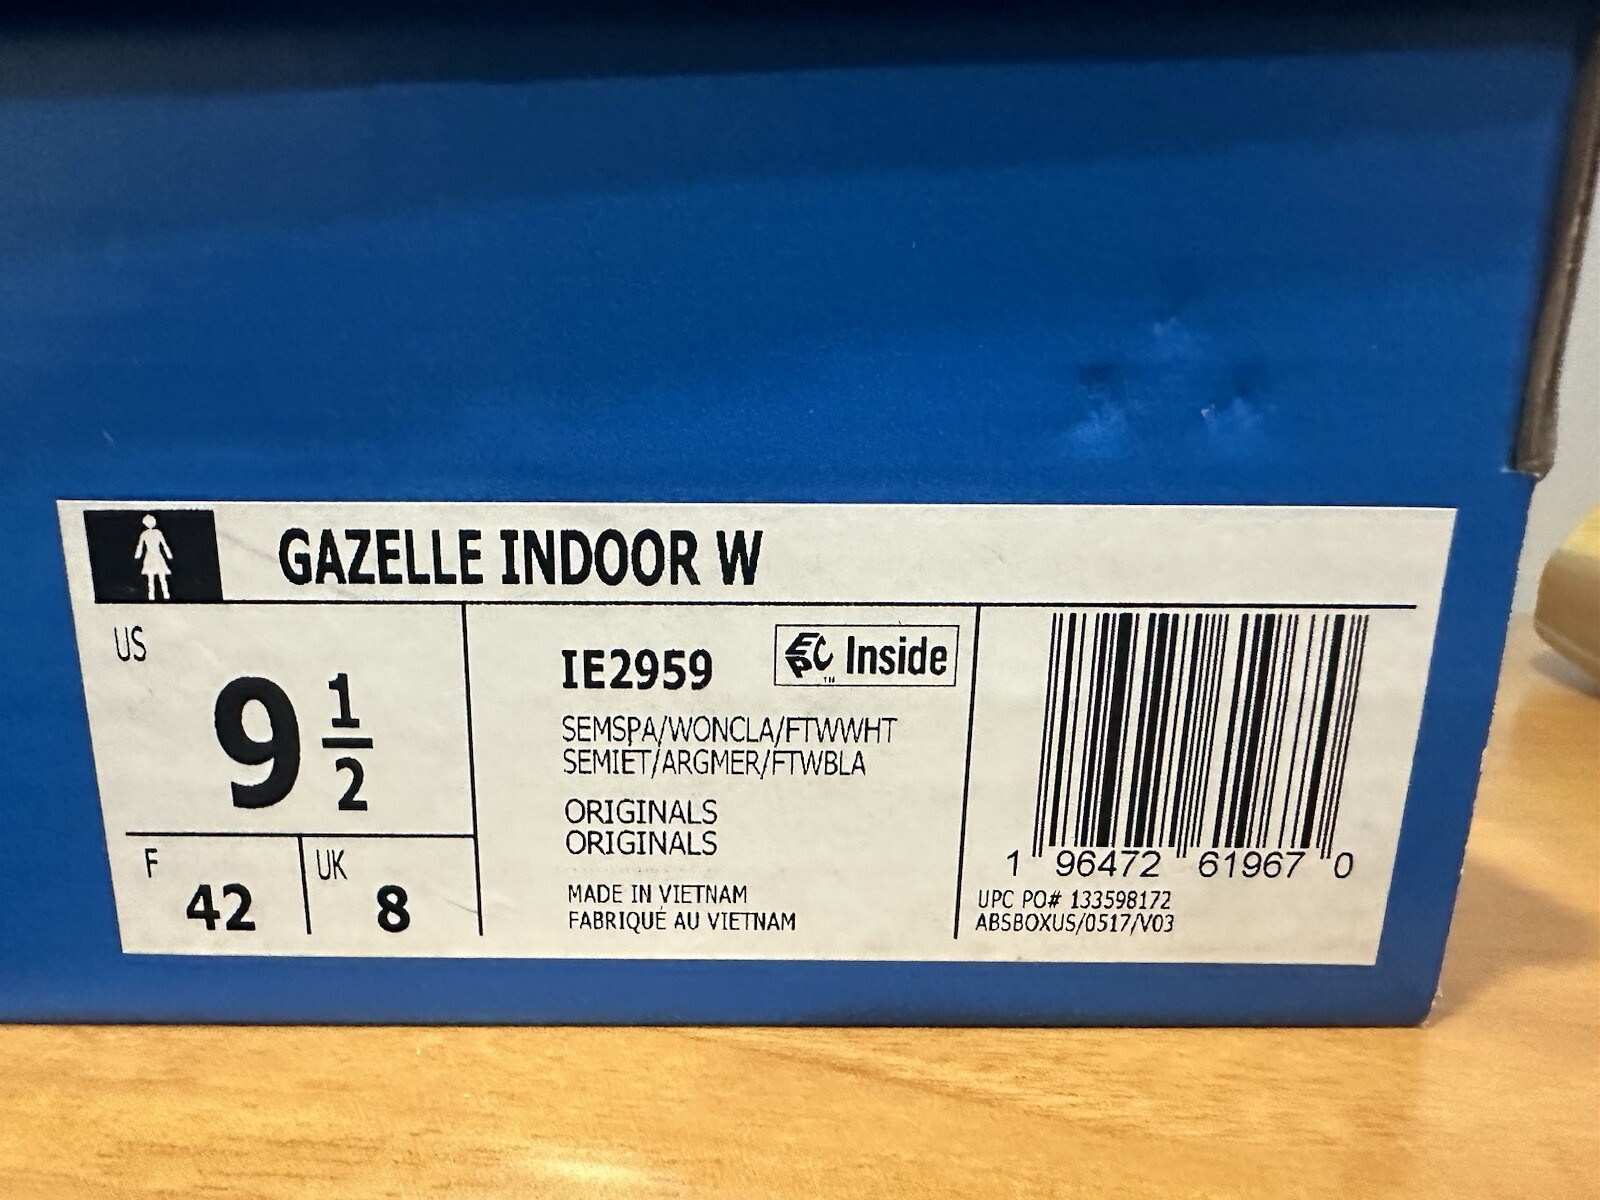 GAZELLE INDOOR W
US
9 1/2
F
42
UK
8
IE2959
EPC™ Inside
SEMSPA/WONCLA/FTWWHT
SEMIET/ARGMER/FTWBLA
ORIGINALS
ORIGINALS
MADE IN VIETNAM
FABRIQUÉ AU VIETNAM
1 96472 61967 0
UPC PO# 133598172
ABSBOXUS/0517/V03